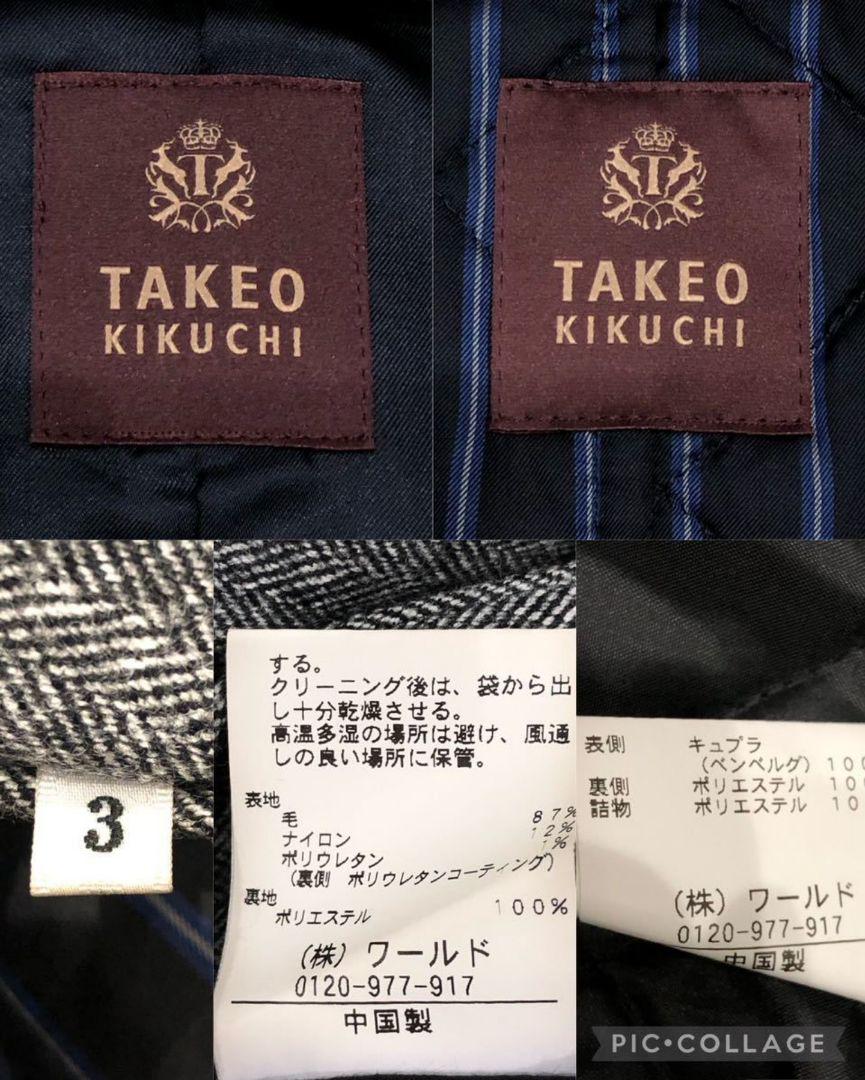 T
TAKEO
KIKUCHI
T
TAKEO
KIKUCHI
3
する。
クリーニング後は、袋から出
し十分乾燥させる。
高温多湿の場所は避け、風通
しの良い場所に保管。
表地
毛 87%
ナイロン 12%
ポリウレタン 1%
(裏側 ポリウレタンコーティング)
裏地
ポリエステル 100%
(株) ワールド
0120-977-917
中国製
表側 キュプラ
(ベンベルグ) 100
裏側 ポリエステル 100
詰物 ポリエステル 10
(株) ワールド
0120-977-917
中国製
PIC•COLLAGE